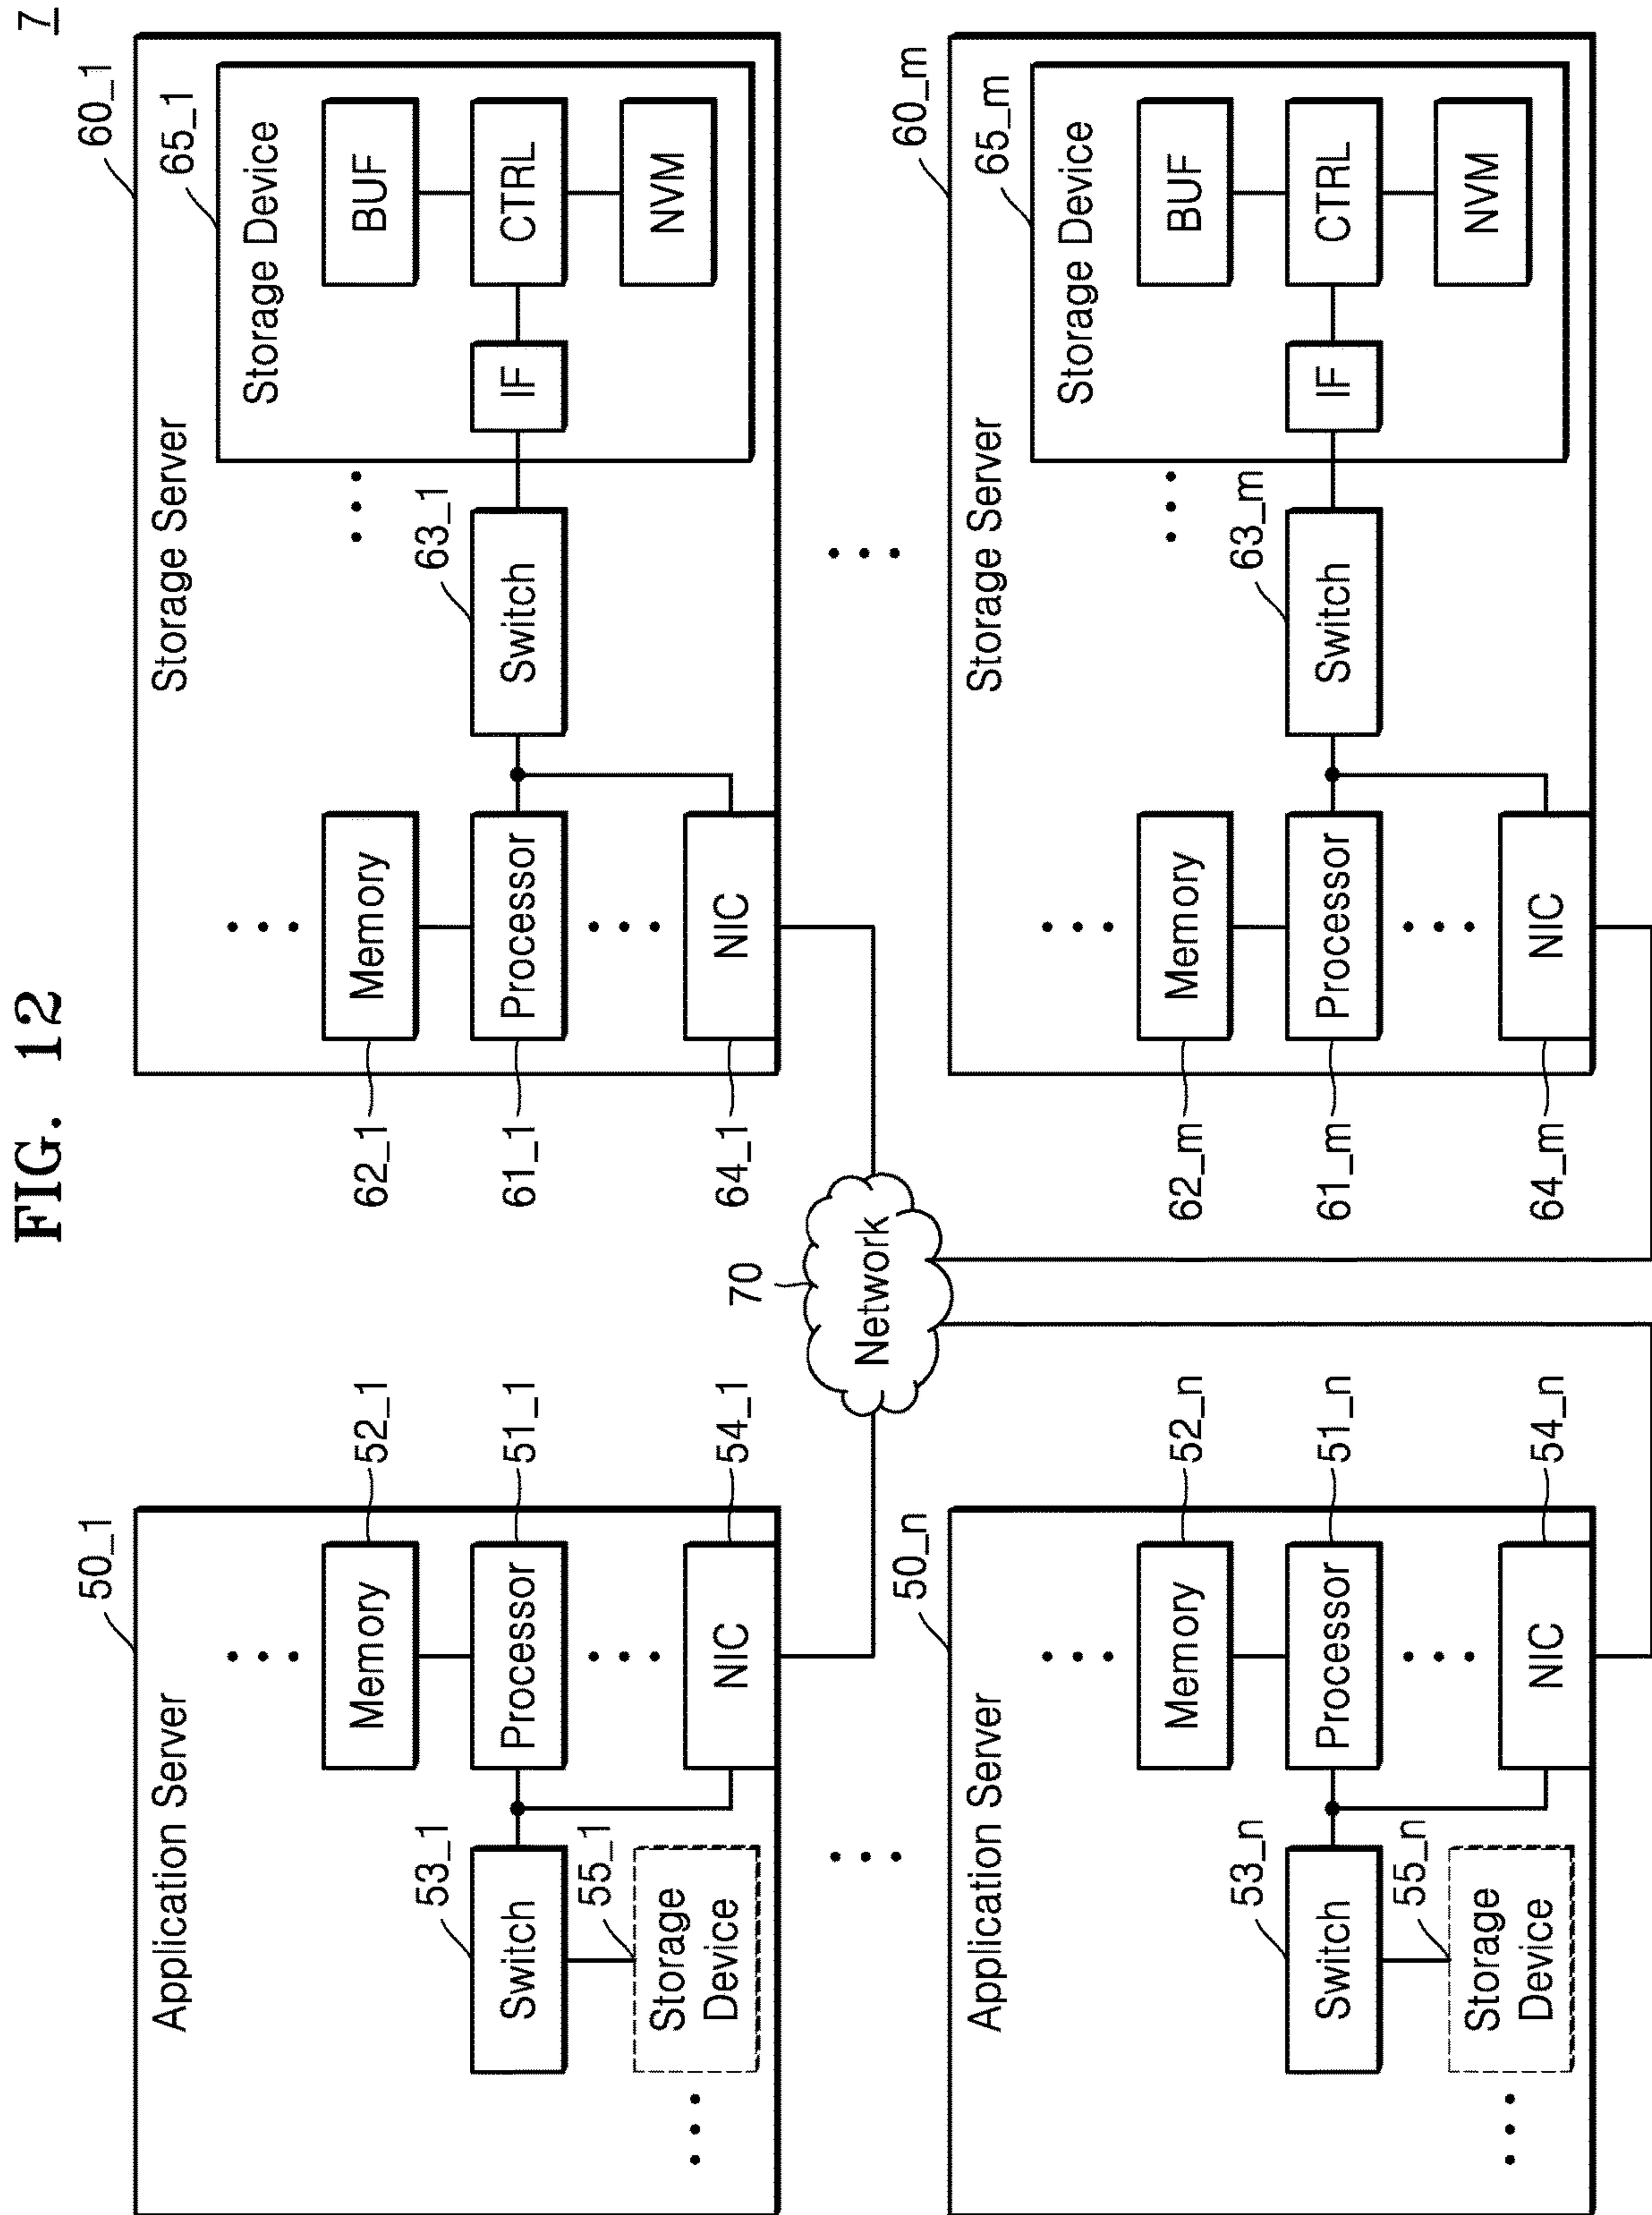 FIG. 12
7
50_1
Application Server
Memory
52_1
53_1
Switch
Processor
51_1
55_1
Storage
Device
NIC
54_1
60_1
Storage Server
65_1
Storage Device
62_1
Memory
BUF
63_1
61_1
Processor
Switch
IF
CTRL
64_1
NIC
NVM
70
Network
50_n
Application Server
Memory
52_n
53_n
Switch
Processor
51_n
55_n
Storage
Device
NIC
54_n
60_m
Storage Server
65_m
Storage Device
62_m
Memory
BUF
63_m
61_m
Processor
Switch
IF
CTRL
64_m
NIC
NVM